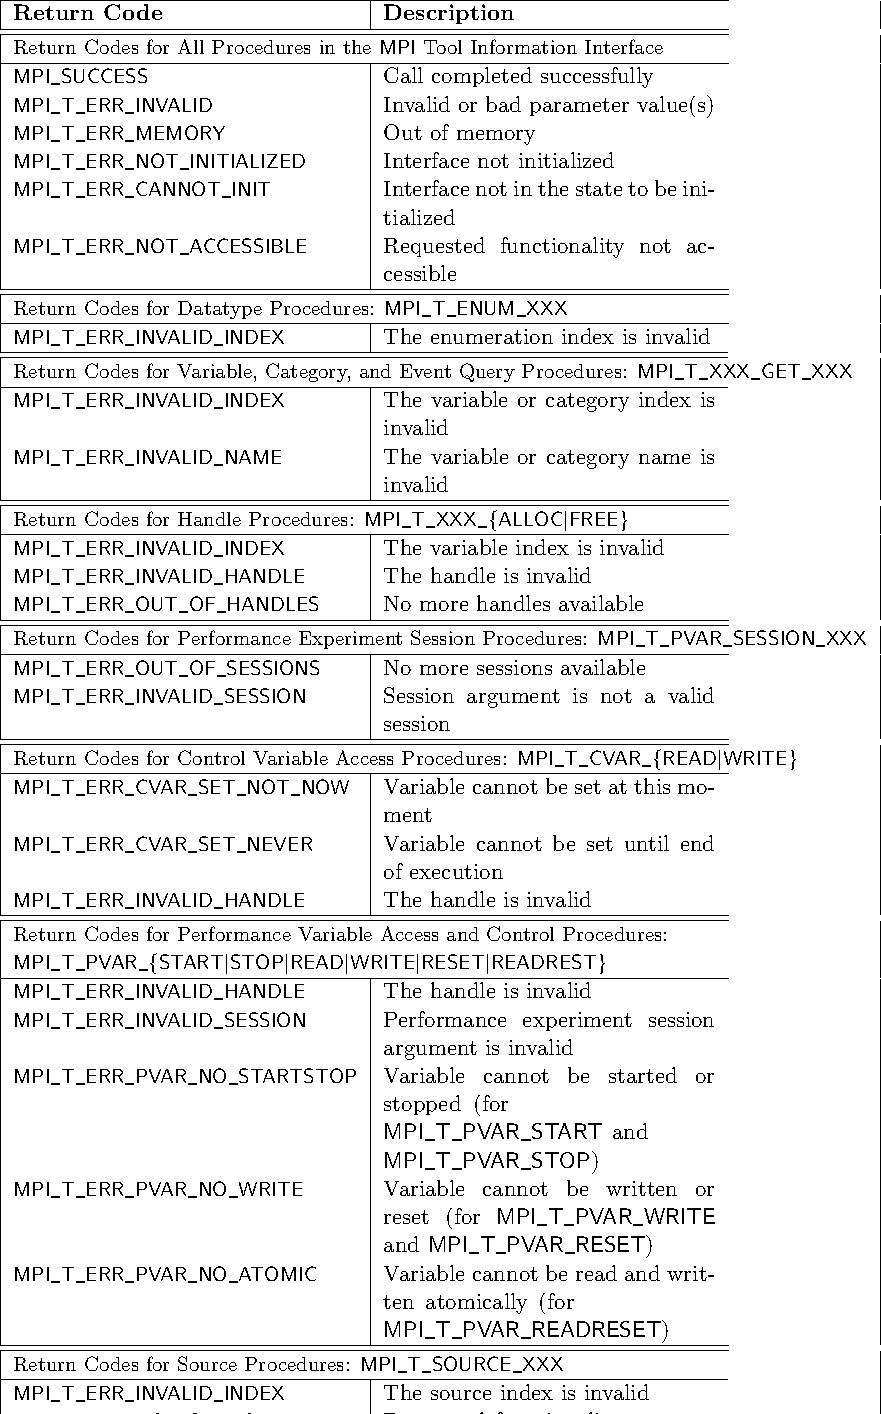 Return Code Description
Return Codes for All Procedures in the MPI Tool Information Interface
MPI_SUCCESS Call completed successfully
MPI_T_ERR_INVALID Invalid or bad parameter value(s)
MPI_T_ERR_MEMORY Out of memory
MPI_T_ERR_NOT_INITIALIZED Interface not initialized
MPI_T_ERR_CANNOT_INIT Interface not in the state to be ini-
tialized
MPI_T_ERR_NOT_ACCESSIBLE Requested functionality not ac-
cessible
Return Codes for Datatype Procedures: MPI_T_ENUM_XXX
MPI_T_ERR_INVALID_INDEX The enumeration index is invalid
Return Codes for Variable, Category, and Event Query Procedures: MPI_T_XXX_GET_XXX
MPI_T_ERR_INVALID_INDEX The variable or category index is
invalid
MPI_T_ERR_INVALID_NAME The variable or category name is
invalid
Return Codes for Handle Procedures: MPI_T_XXX_{ALLOC|FREE}
MPI_T_ERR_INVALID_INDEX The variable index is invalid
MPI_T_ERR_INVALID_HANDLE The handle is invalid
MPI_T_ERR_OUT_OF_HANDLES No more handles available
Return Codes for Performance Experiment Session Procedures: MPI_T_PVAR_SESSION_XXX
MPI_T_ERR_OUT_OF_SESSIONS No more sessions available
MPI_T_ERR_INVALID_SESSION Session argument is not a valid
session
Return Codes for Control Variable Access Procedures: MPI_T_CVAR_{READ|WRITE}
MPI_T_ERR_CVAR_SET_NOT_NOW Variable cannot be set at this mo-
ment
MPI_T_ERR_CVAR_SET_NEVER Variable cannot be set until end
of execution
MPI_T_ERR_INVALID_HANDLE The handle is invalid
Return Codes for Performance Variable Access and Control Procedures:
MPI_T_PVAR_{START|STOP|READ|WRITE|RESET|READREST}
MPI_T_ERR_INVALID_HANDLE The handle is invalid
MPI_T_ERR_INVALID_SESSION Performance experiment session
argument is invalid
MPI_T_ERR_PVAR_NO_STARTSTOP Variable cannot be started or
stopped (for
MPI_T_PVAR_START and
MPI_T_PVAR_STOP)
MPI_T_ERR_PVAR_NO_WRITE Variable cannot be written or
reset (for MPI_T_PVAR_WRITE
and MPI_T_PVAR_RESET)
MPI_T_ERR_PVAR_NO_ATOMIC Variable cannot be read and writ-
ten atomically (for
MPI_T_PVAR_READRESET)
Return Codes for Source Procedures: MPI_T_SOURCE_XXX
MPI_T_ERR_INVALID_INDEX The source index is invalid